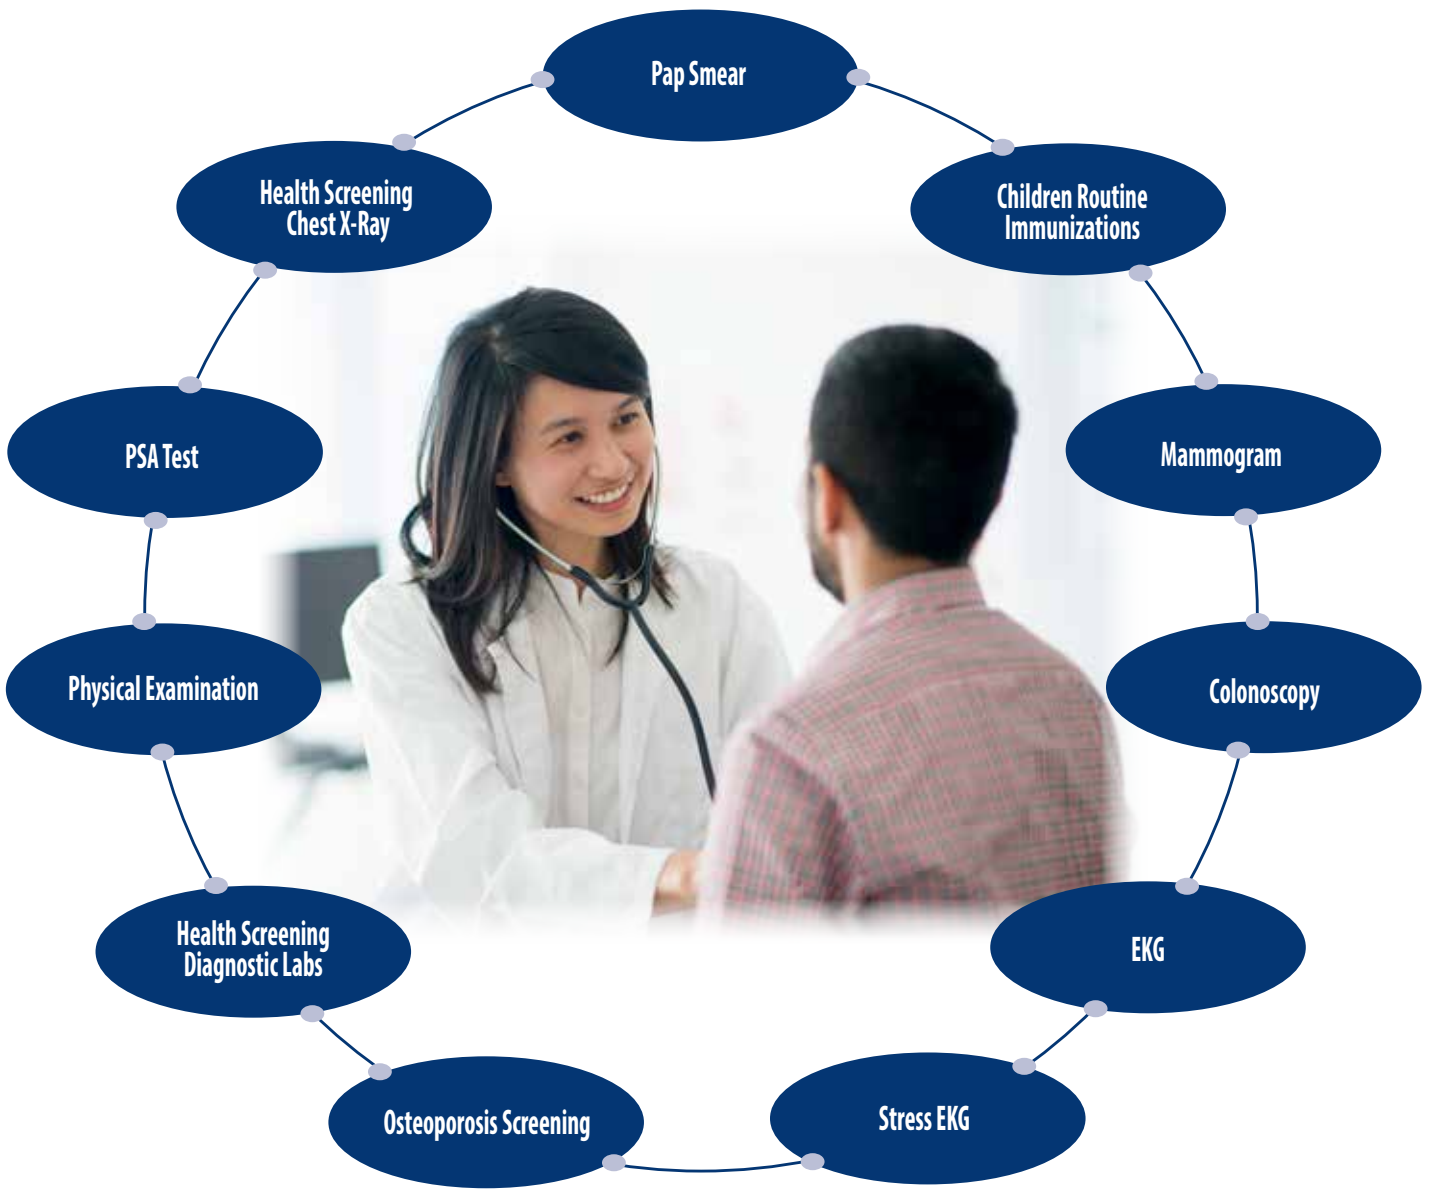 Pap Smear
Health Screening
Chest X-Ray
Children Routine
Immunizations
PSA Test
Mammogram
Physical Examination
Colonoscopy
Health Screening
Diagnostic Labs
EKG
Osteoporosis Screening
Stress EKG